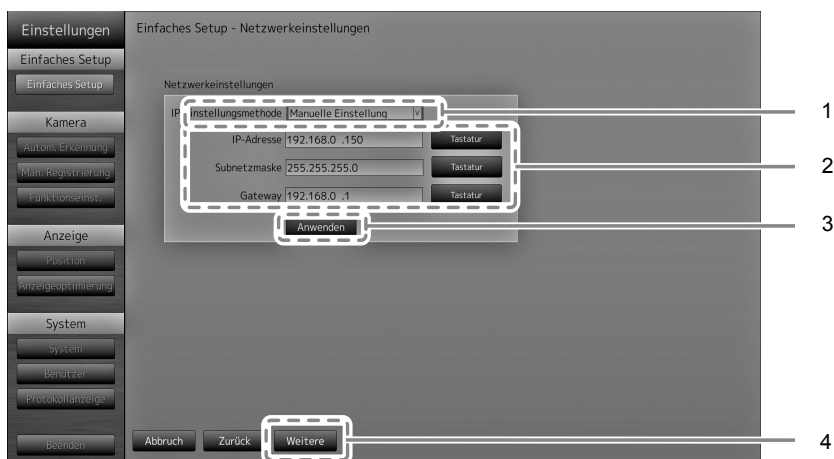 Einstellungen
Einfaches Setup - Netzwerkeinstellungen
Einfaches Setup
Einfaches Setup
Kamera
Autom. Erkennung
Man. Registrierung
Funktionseinst.
Anzeige
Position
Anzeigeoptimierung
System
System
Benutzer
Protokollanzeige
Beenden
Netzwerkeinstellungen
IP-Einstellungsmethode Manuelle Einstellung
IP-Adresse 192.168.0 .150 Tastatur
Subnetzmaske 255.255.255.0 Tastatur
Gateway 192.168.0 .1 Tastatur
Anwenden
Abbruch Zurück Weitere
1
2
3
4